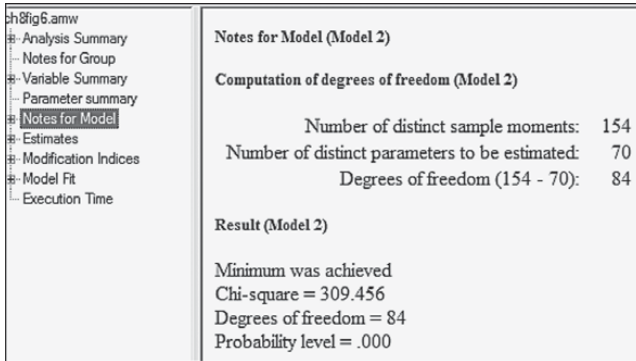 ch8fig6.amw
Analysis Summary
Notes for Group
Variable Summary
Parameter summary
Notes for Model
Estimates
Modification Indices
Model Fit
Execution Time
Notes for Model (Model 2)
Computation of degrees of freedom (Model 2)
Number of distinct sample moments: 154
Number of distinct parameters to be estimated: 70
Degrees of freedom (154 - 70): 84
Result (Model 2)
Minimum was achieved
Chi-square = 309.456
Degrees of freedom = 84
Probability level = .000